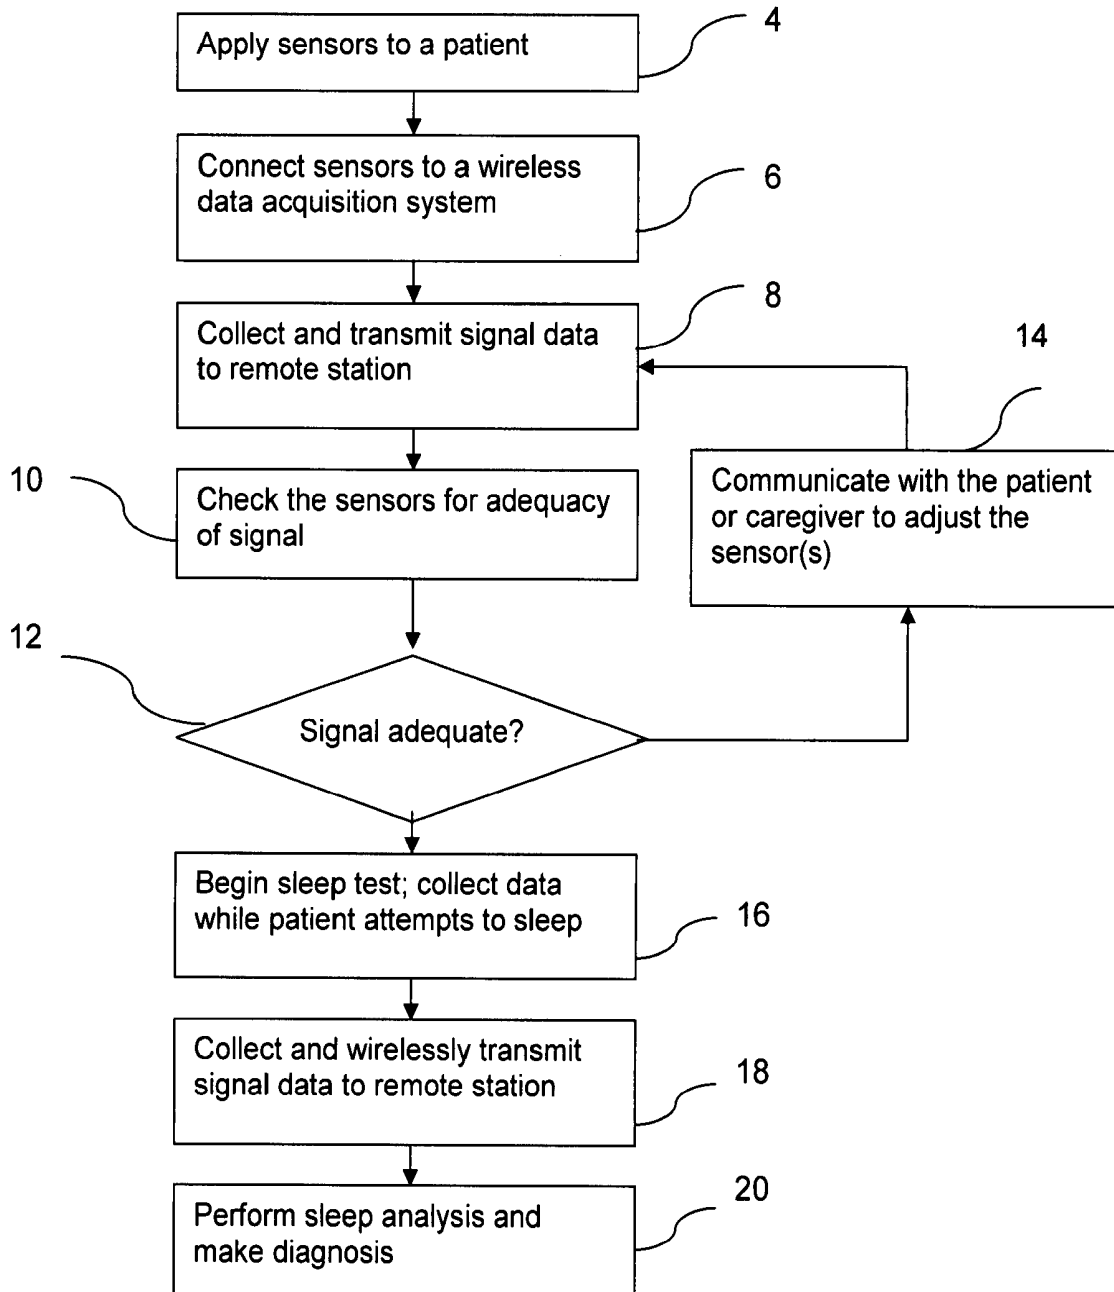 Apply sensors to a patient
4
Connect sensors to a wireless
data acquisition system
6
Collect and transmit signal data
to remote station
8
14
Communicate with the patient
or caregiver to adjust the
sensor(s)
10
Check the sensors for adequacy
of signal
12
Signal adequate?
Begin sleep test; collect data
while patient attempts to sleep
16
Collect and wirelessly transmit
signal data to remote station
18
Perform sleep analysis and
make diagnosis
20